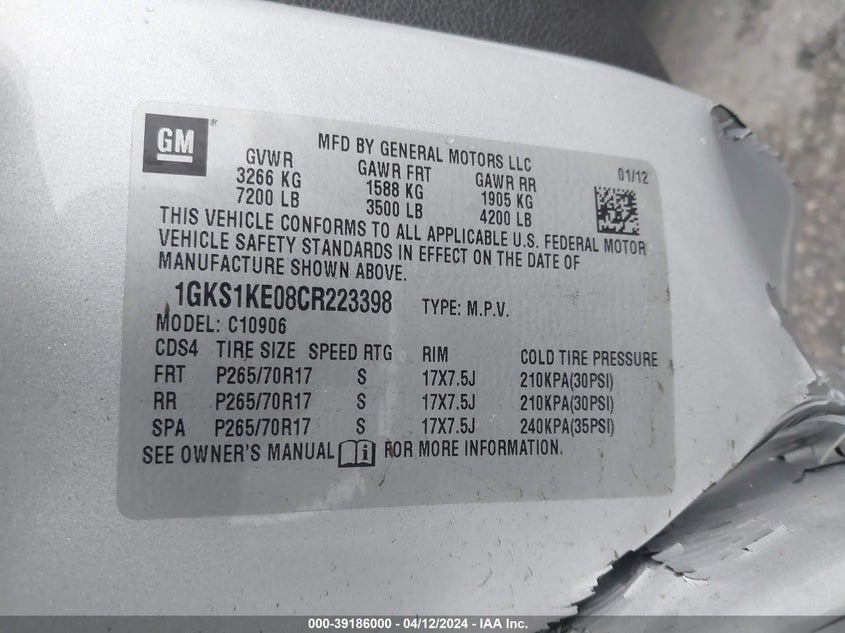 GM ®
MFD BY GENERAL MOTORS LLC
GVWR GAWR FRT GAWR RR 01/12
3266 KG 1588 KG 1905 KG
7200 LB 3500 LB 4200 LB
THIS VEHICLE CONFORMS TO ALL APPLICABLE U.S. FEDERAL MOTOR
VEHICLE SAFETY STANDARDS IN EFFECT ON THE DATE OF
MANUFACTURE SHOWN ABOVE.
1GKS1KE08CR223398 TYPE: M.P.V.
MODEL: C10906
CDS4 TIRE SIZE SPEED RTG RIM COLD TIRE PRESSURE
FRT P265/70R17 S 17X7.5J 210KPA(30PSI)
RR P265/70R17 S 17X7.5J 210KPA(30PSI)
SPA P265/70R17 S 17X7.5J 240KPA(35PSI)
SEE OWNER'S MANUAL i FOR MORE INFORMATION.
000-39186000 - 04/12/2024 - IAA Inc.